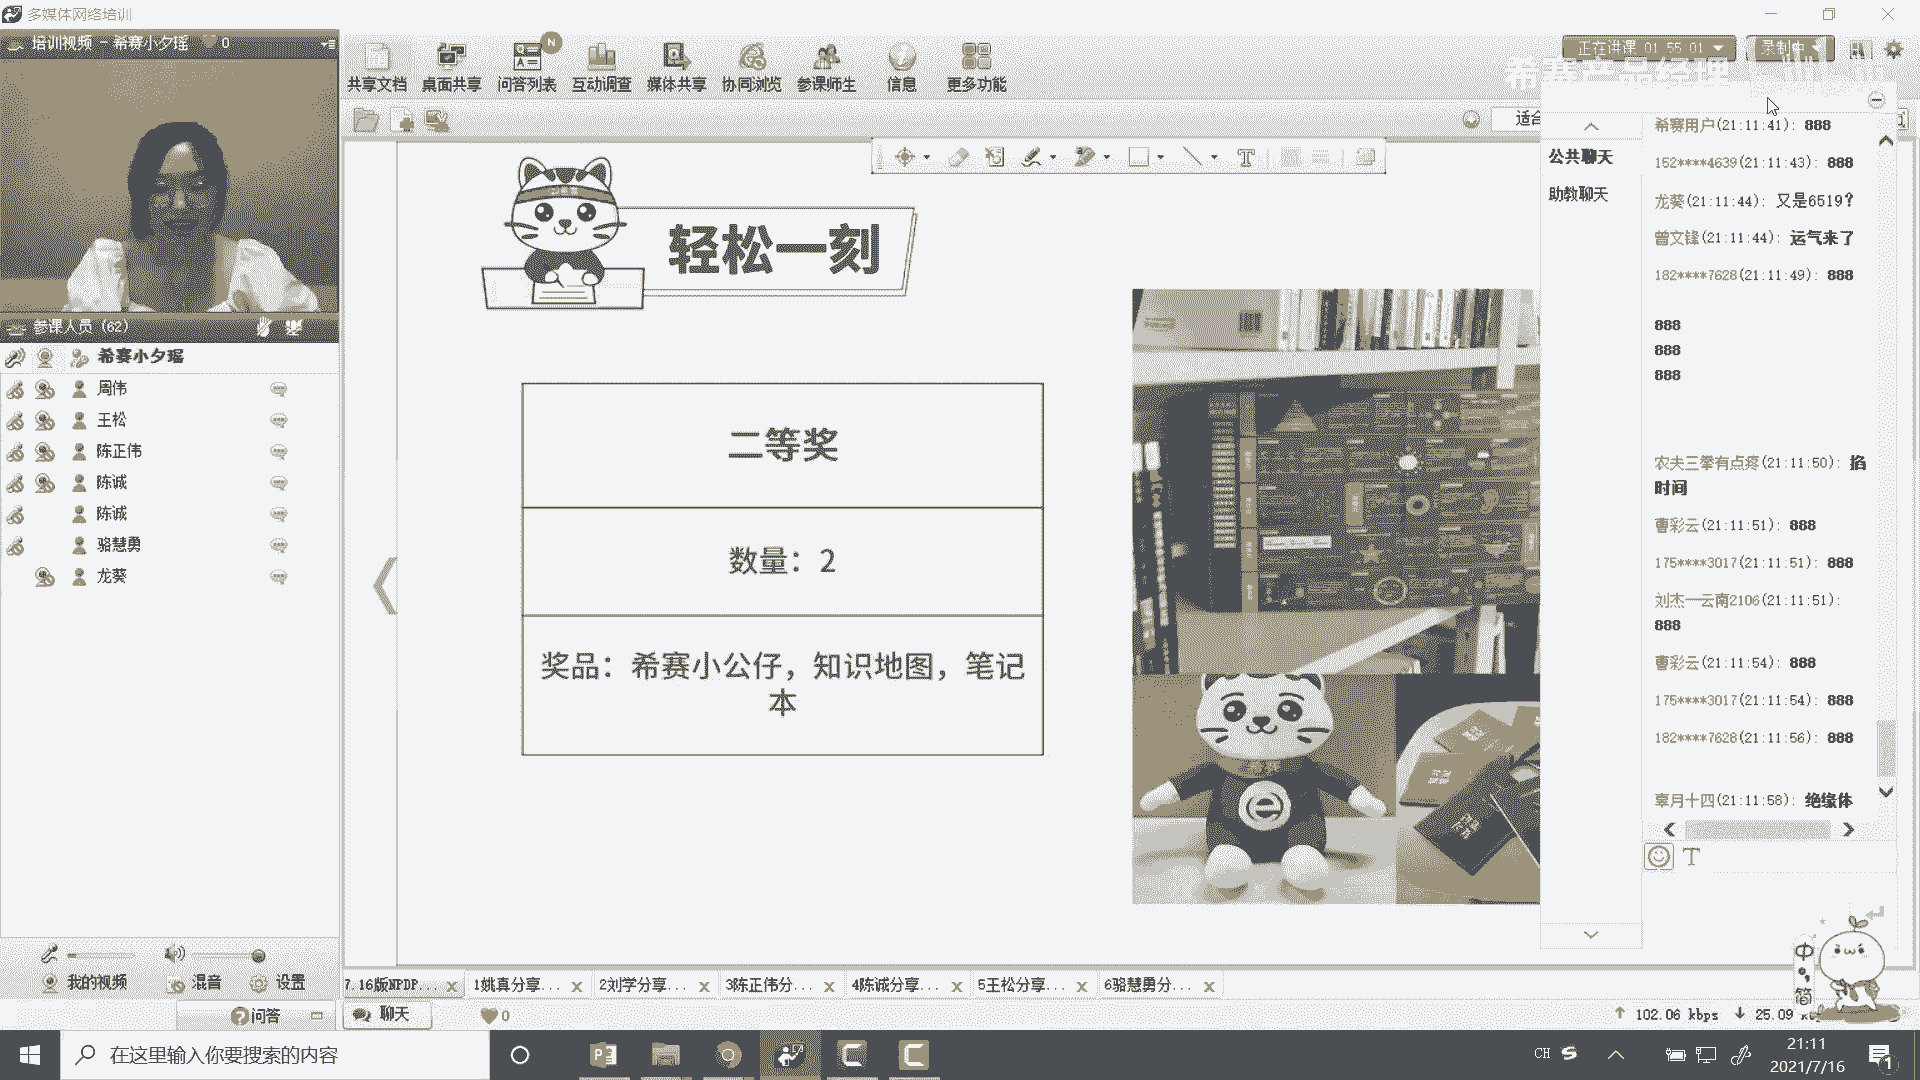 多媒体网络培训
培训视频 - 希赛小夕瑶 0
共享文档 桌面共享 问答列表 互动调查 媒体共享 协同浏览 参课师生 信息 更多功能
N
正在讲课 01:55:01
录制中
希赛产品经理
适合
轻松一刻
二等奖
数量：2
奖品：希赛小公仔，知识地图，笔记
本
参课人员 (62)
希赛小夕瑶
周伟
王松
陈正伟
陈诚
陈诚
骆慧勇
龙葵
我的视频 混音 设置
问答
公共聊天
助教聊天
希赛用户(21:11:41): 888
152****4639(21:11:43): 888
龙葵(21:11:44): 又是6519？
曾文锋(21:11:44): 运气来了
182****7628(21:11:49): 888
888
888
888
农夫三拳有点疼(21:11:50): 掐
时间
曹彩云(21:11:51): 888
175****3017(21:11:51): 888
刘杰一云南2106(21:11:51):
888
曹彩云(21:11:54): 888
175****3017(21:11:54): 888
182****7628(21:11:56): 888
辜月十四(21:11:58): 绝缘体
T
中
简
7.16版NPDP... 1姚真分享... 2刘学分享... 3陈正伟分... 4陈诚分享... 5王松分享... 6骆慧勇分...
聊天 0
102.06 kbps 25.09
在这里输入你要搜索的内容
CH
21:11
2021/7/16
1